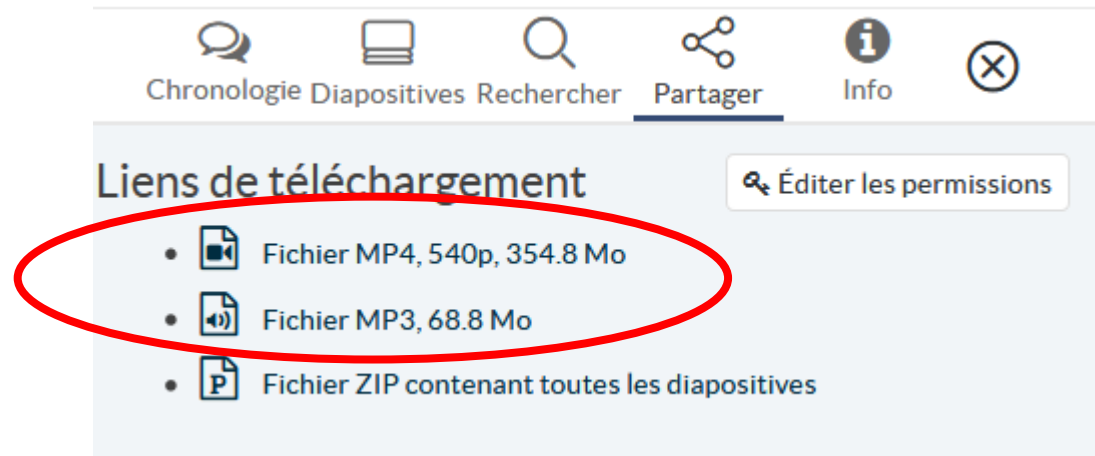 Chronologie Diapositives Rechercher Partager Info
Liens de téléchargement
Éditer les permissions
Fichier MP4, 540p, 354.8 Mo
Fichier MP3, 68.8 Mo
P Fichier ZIP contenant toutes les diapositives